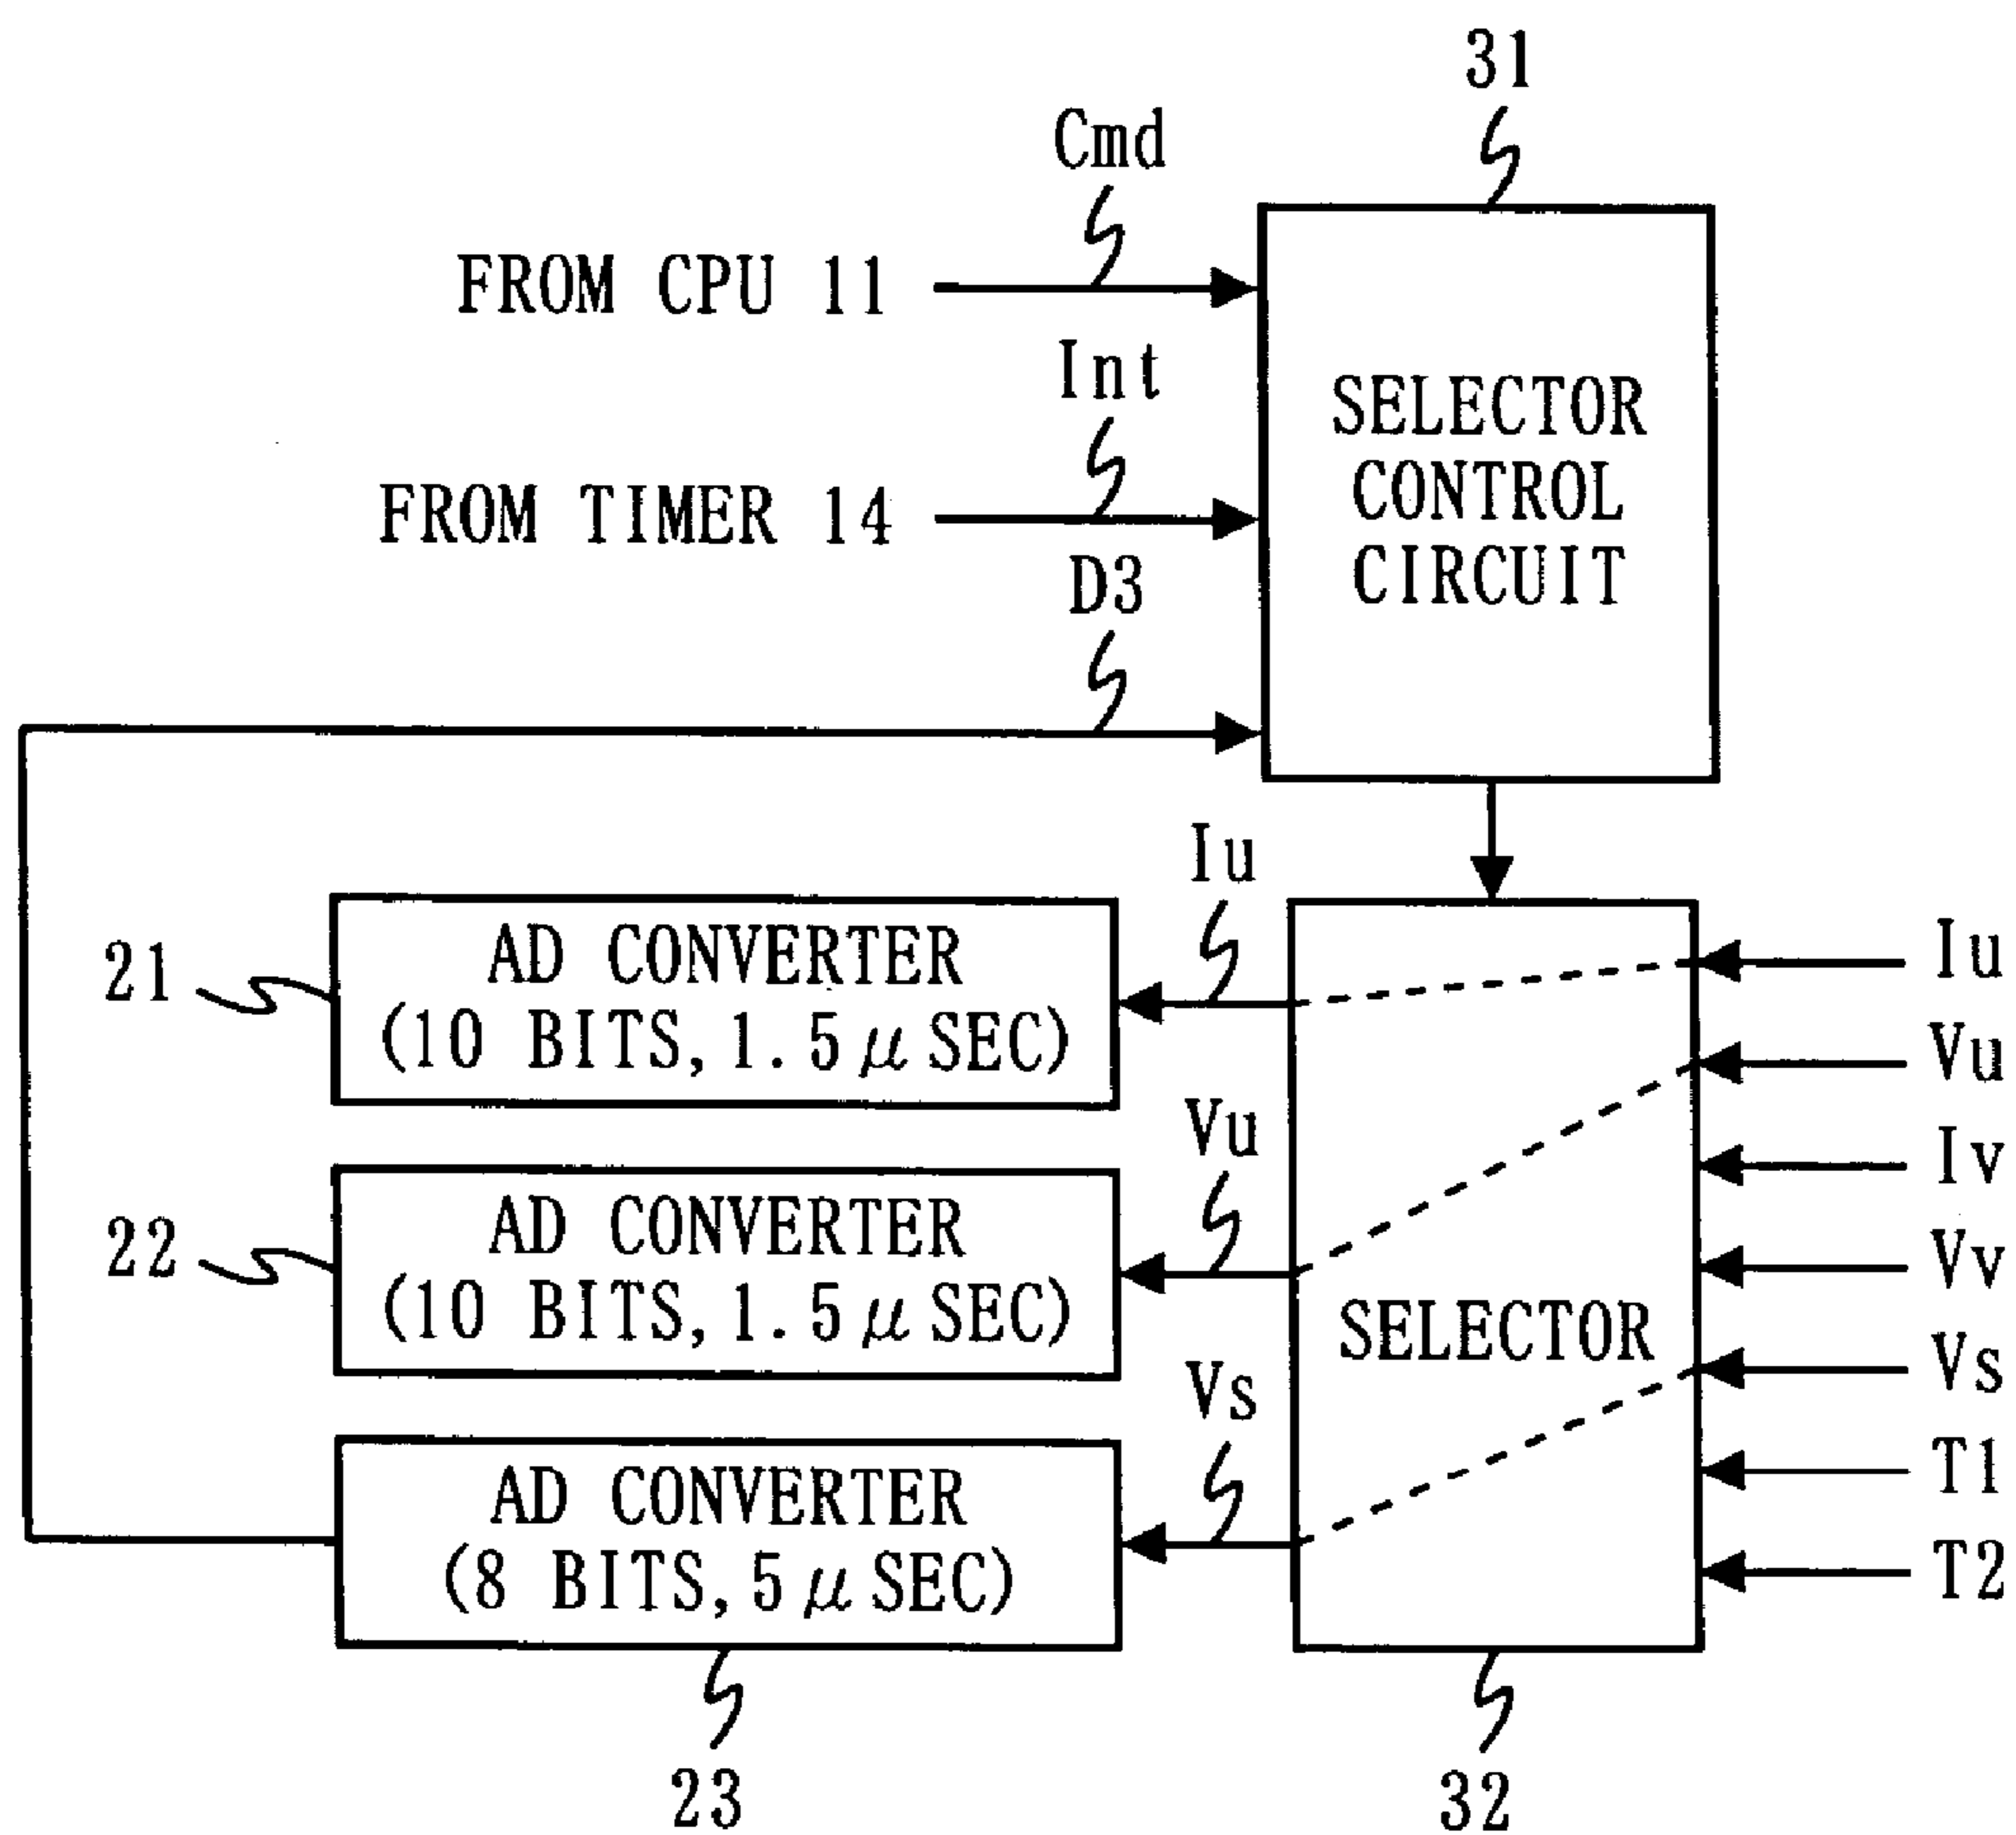 31
Cmd
FROM CPU 11
Int
SELECTOR
CONTROL
CIRCUIT
FROM TIMER 14
D3
Iu
21
AD CONVERTER
(10 BITS, 1.5μSEC)
Iu
Vu
Vu
Iv
22
AD CONVERTER
(10 BITS, 1.5μSEC)
Vv
SELECTOR
Vs
Vs
AD CONVERTER
(8 BITS, 5μSEC)
T1
T2
23
32